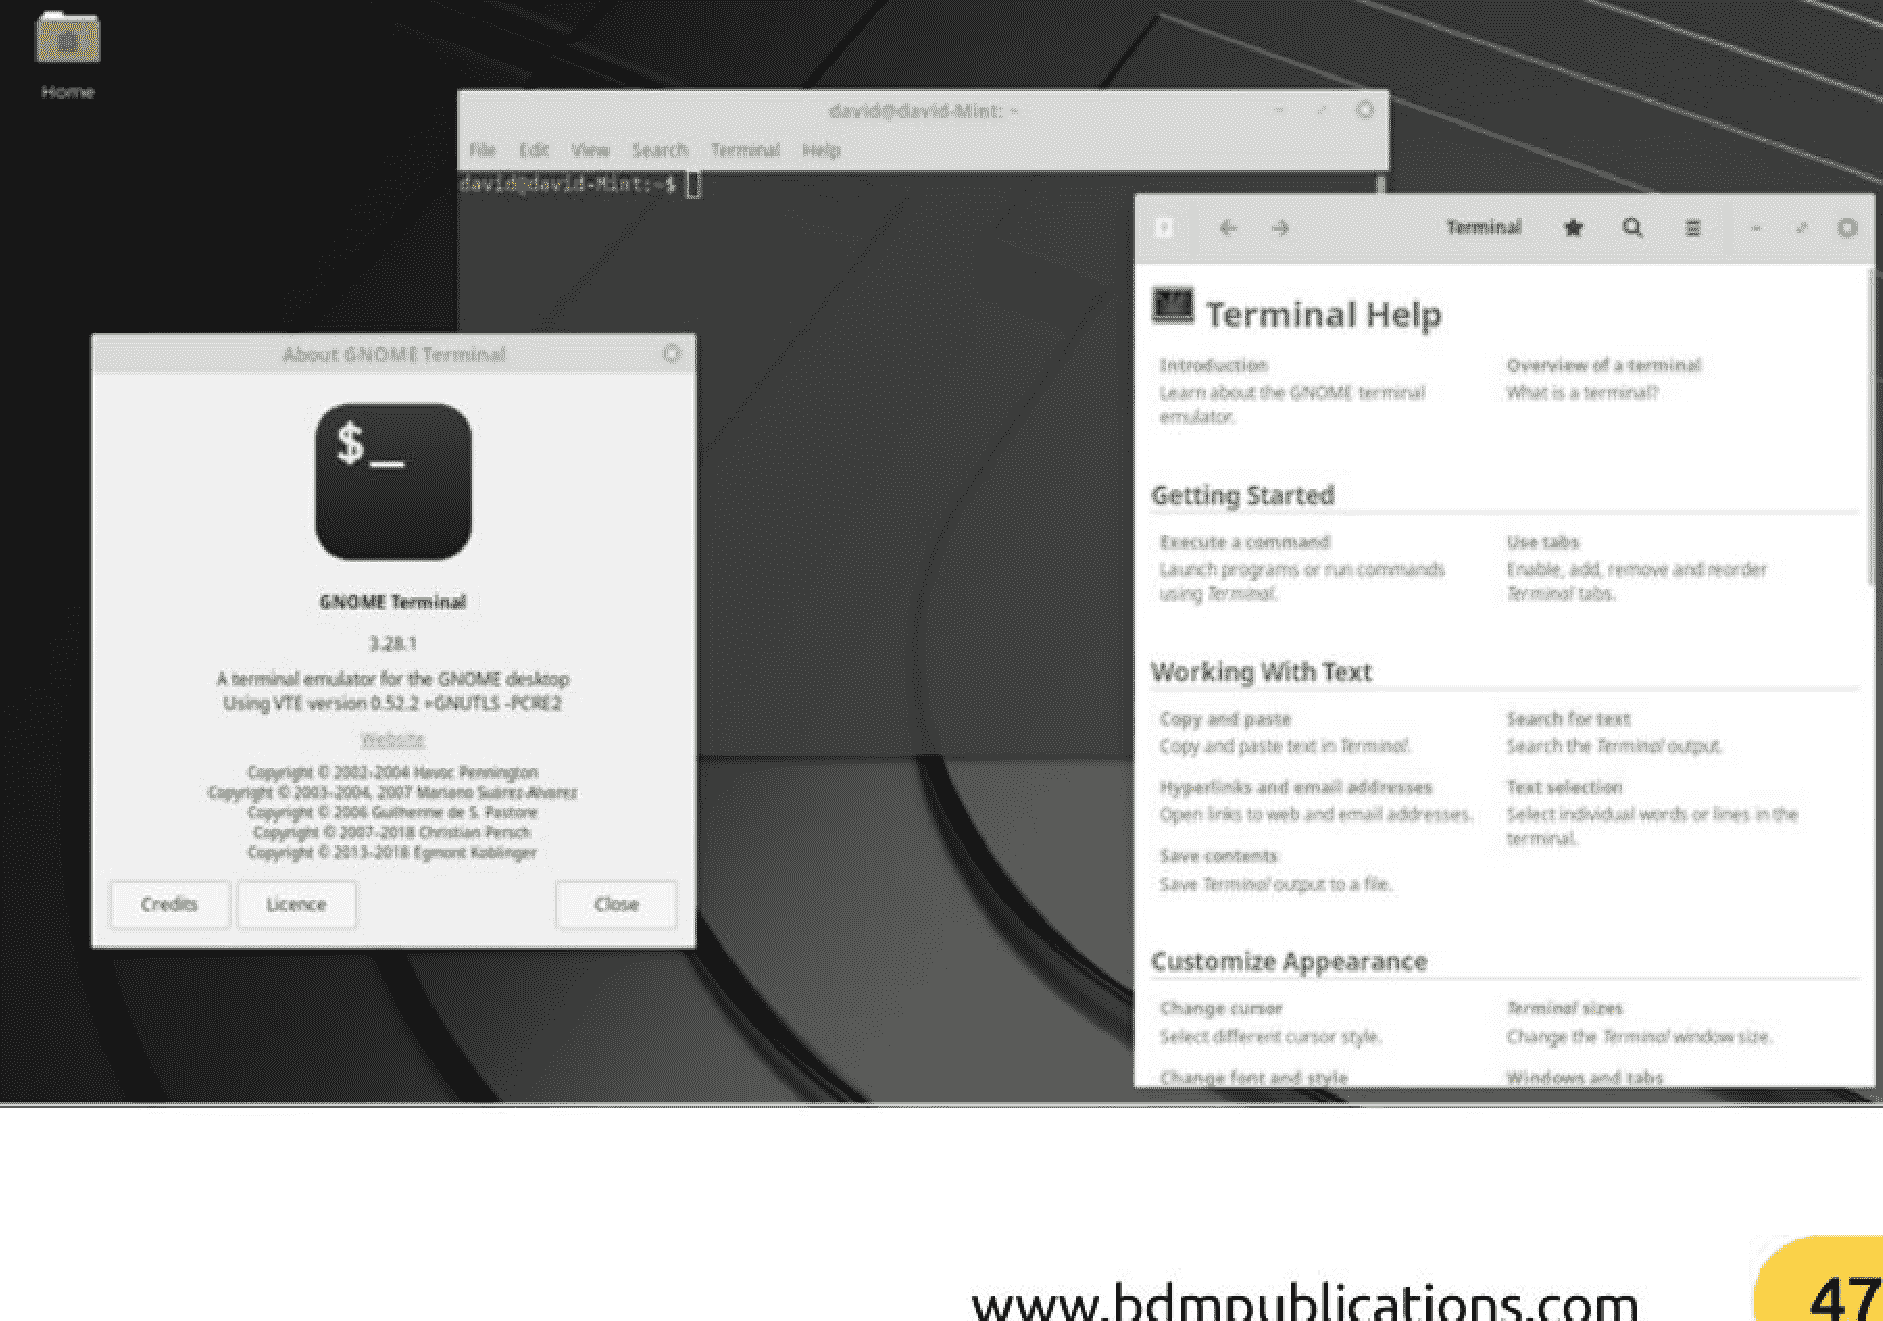 Home
david@david-Mint: ~
File Edit View Search Terminal Help
david@david-Mint:~$
About GNOME Terminal
$_
GNOME Terminal
3.28.1
A terminal emulator for the GNOME desktop
Using VTE version 0.52.2 +GNUTLS -PCRE2
Website
Copyright © 2002-2004 Havoc Pennington
Copyright © 2003-2004, 2007 Mariano Suárez-Alvarez
Copyright © 2006 Guilherme de S. Pastore
Copyright © 2007-2018 Christian Persch
Copyright © 2013-2018 Egmont Koblinger
Credits Licence Close
Terminal
Terminal Help
Introduction
Learn about the GNOME terminal
emulator.
Overview of a terminal
What is a terminal?
Getting Started
Execute a command
Launch programs or run commands
using Terminal.
Use tabs
Enable, add, remove and reorder
Terminal tabs.
Working With Text
Copy and paste
Copy and paste text in Terminal.
Hyperlinks and email addresses
Open links to web and email addresses.
Save contents
Save Terminal output to a file.
Search for text
Search the Terminal output.
Text selection
Select individual words or lines in the
terminal.
Customize Appearance
Change cursor
Select different cursor style.
Change font and style
Terminal sizes
Change the Terminal window size.
Windows and tabs
www.bdmpublications.com
47